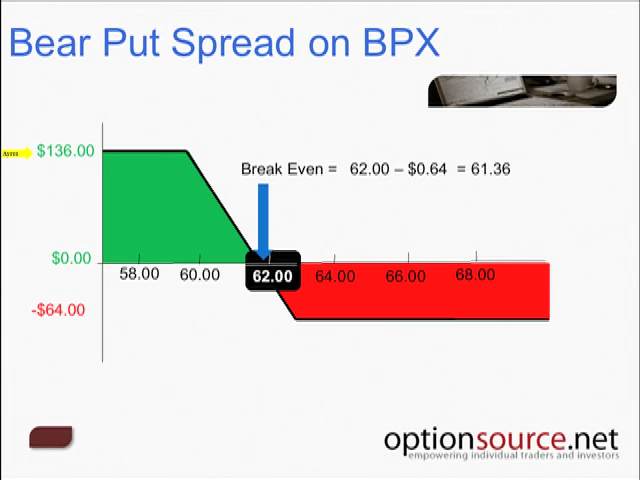 Bear Put Spread on BPX
$136.00
Break Even = 62.00 – $0.64 = 61.36
$0.00
58.00 60.00 62.00 64.00 66.00 68.00
-$64.00
optionsource.net
empowering individual traders and investors